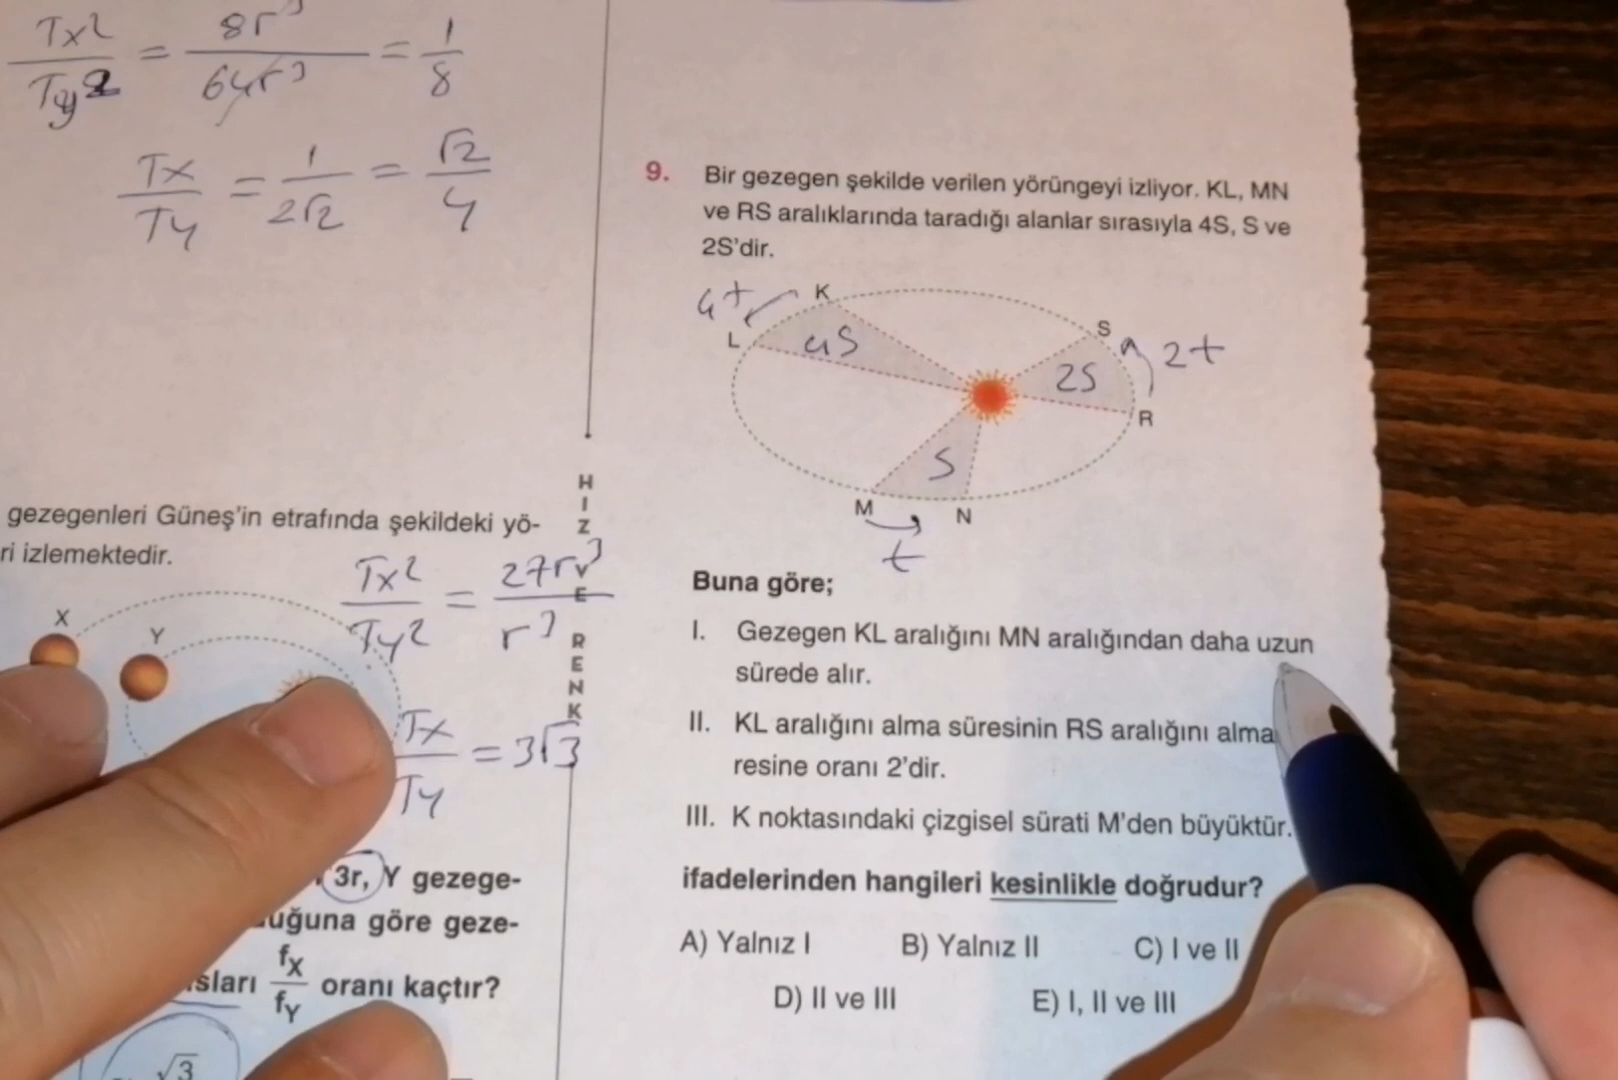 Tx² / Ty² = 8r³ / 64r³ = 1 / 8
Tx / Ty = 1 / 2√2 = √2 / 4
gezegenleri Güneş'in etrafında şekildeki yö-
ri izlemektedir.
X
Y
Tx² / Ty² = 27r³ / r³
Tx / Ty = 3√3
3r, Y gezege-
uğuna göre geze-
sları fX / fY oranı kaçtır?
√3
HIZ VE RENK
9. Bir gezegen şekilde verilen yörüngeyi izliyor. KL, MN
ve RS aralıklarında taradığı alanlar sırasıyla 4S, S ve
2S'dir.
4t
K
L
4S
S
2t
2S
R
S
M
N
t
Buna göre;
I. Gezegen KL aralığını MN aralığından daha uzun
sürede alır.
II. KL aralığını alma süresinin RS aralığını alma
resine oranı 2'dir.
III. K noktasındaki çizgisel sürati M'den büyüktür.
ifadelerinden hangileri kesinlikle doğrudur?
A) Yalnız I B) Yalnız II C) I ve II
D) II ve III E) I, II ve III